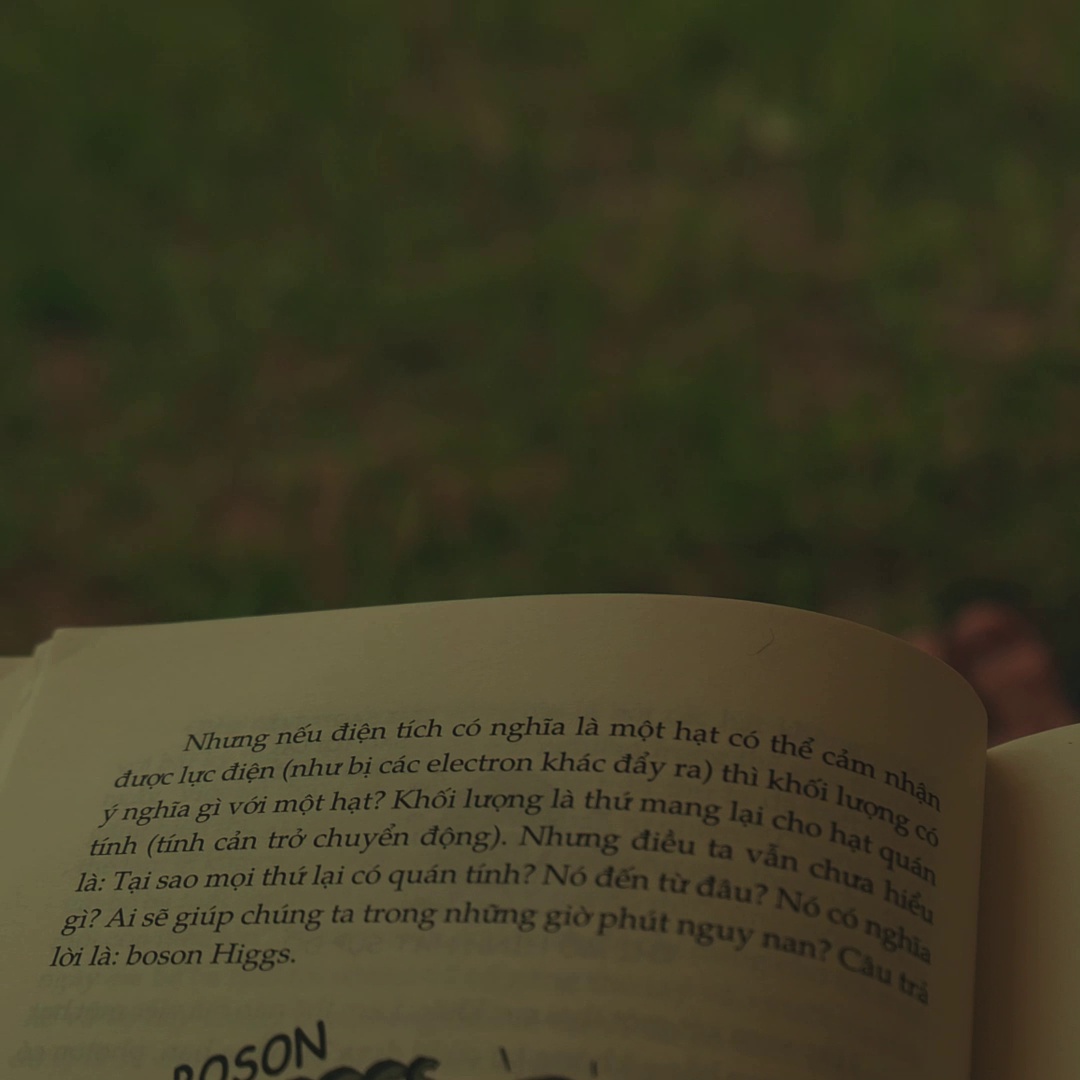 Nhưng nếu điện tích có nghĩa là một hạt có thể cảm nhận
được lực điện (như bị các electron khác đẩy ra) thì khối lượng có
ý nghĩa gì với một hạt? Khối lượng là thứ mang lại cho hạt quán
tính (tính cản trở chuyển động). Nhưng điều ta vẫn chưa hiểu
là: Tại sao mọi thứ lại có quán tính? Nó đến từ đâu? Nó có nghĩa
gì? Ai sẽ giúp chúng ta trong những giờ phút nguy nan? Câu trả
lời là: boson Higgs.
BOSON